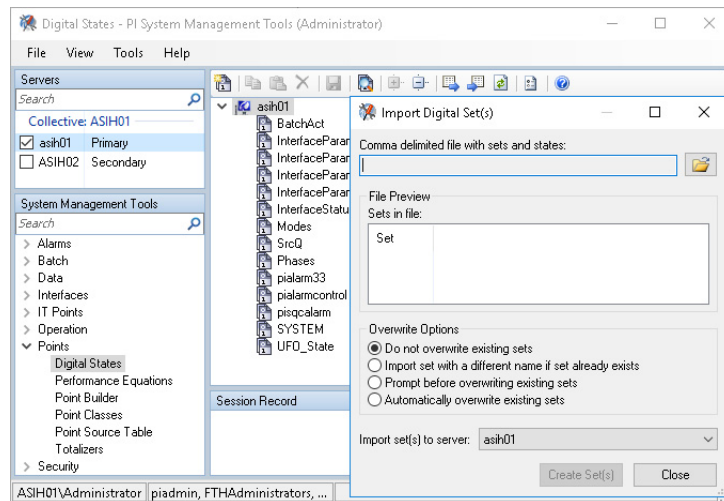 Digital States - PI System Management Tools (Administrator)
File View Tools Help
Servers
Search
Collective: ASIH01
asih01 Primary
ASIH02 Secondary
System Management Tools
Search
Alarms
Batch
Data
Interfaces
IT Points
Operation
Points
Digital States
Performance Equations
Point Builder
Point Classes
Point Source Table
Totalizers
Security
asih01
BatchAct
InterfaceParar
InterfaceParar
InterfaceParar
InterfaceParar
InterfaceStatu
Modes
SrcQ
Phases
pialarm33
pialarmcontrol
pisqcalarm
SYSTEM
UFO_State
Session Record
Import Digital Set(s)
Comma delimited file with sets and states:
File Preview
Sets in file:
Set
Overwrite Options
Do not overwrite existing sets
Import set with a different name if set already exists
Prompt before overwriting existing sets
Automatically overwrite existing sets
Import set(s) to server: asih01
Create Set(s) Close
ASIH01\Administrator piadmin, FTHAdministrators, ...